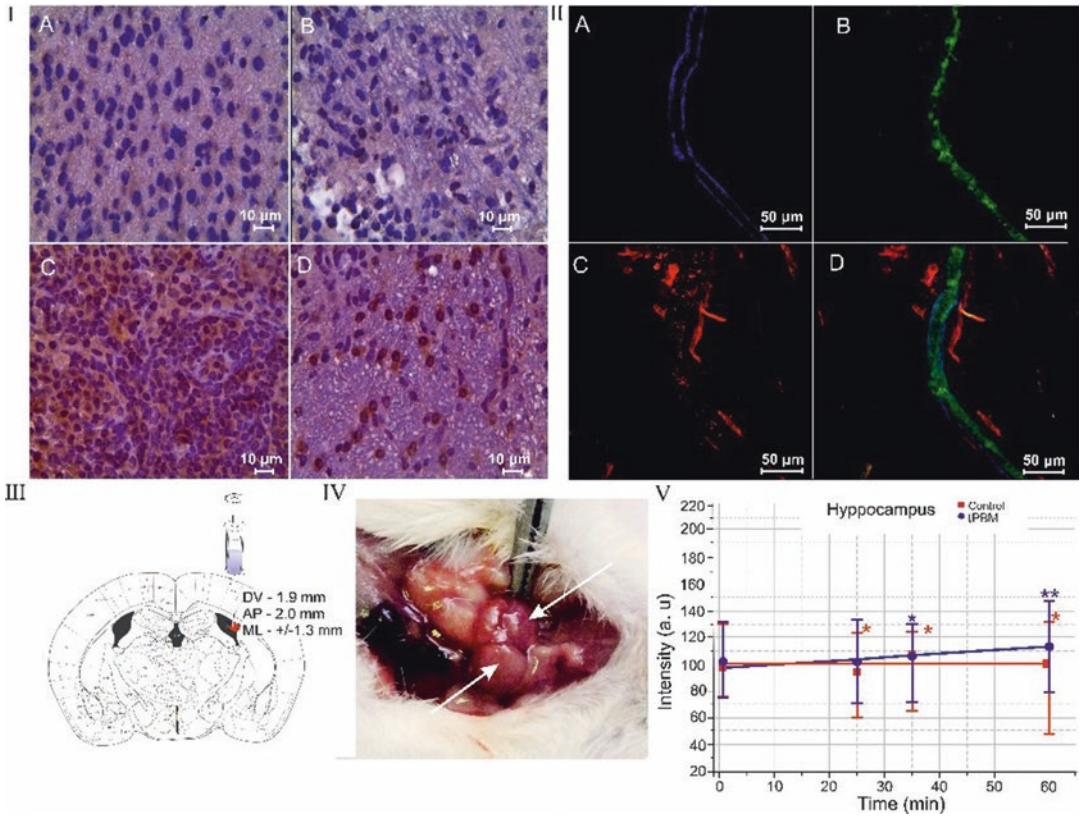 I
A
B
10 µm
10 µm
C
D
10 µm
10 µm
II
A
B
50 µm
50 µm
C
D
50 µm
50 µm
III
DV - 1.9 mm
AP - 2.0 mm
ML - +/-1.3 mm
IV
V
Hyppocampus
Control
tPBM
Intensity (a. u)
220
200
180
160
140
120
100
80
60
40
20
*
*
*
**
*
0 10 20 30 40 50 60
Time (min)